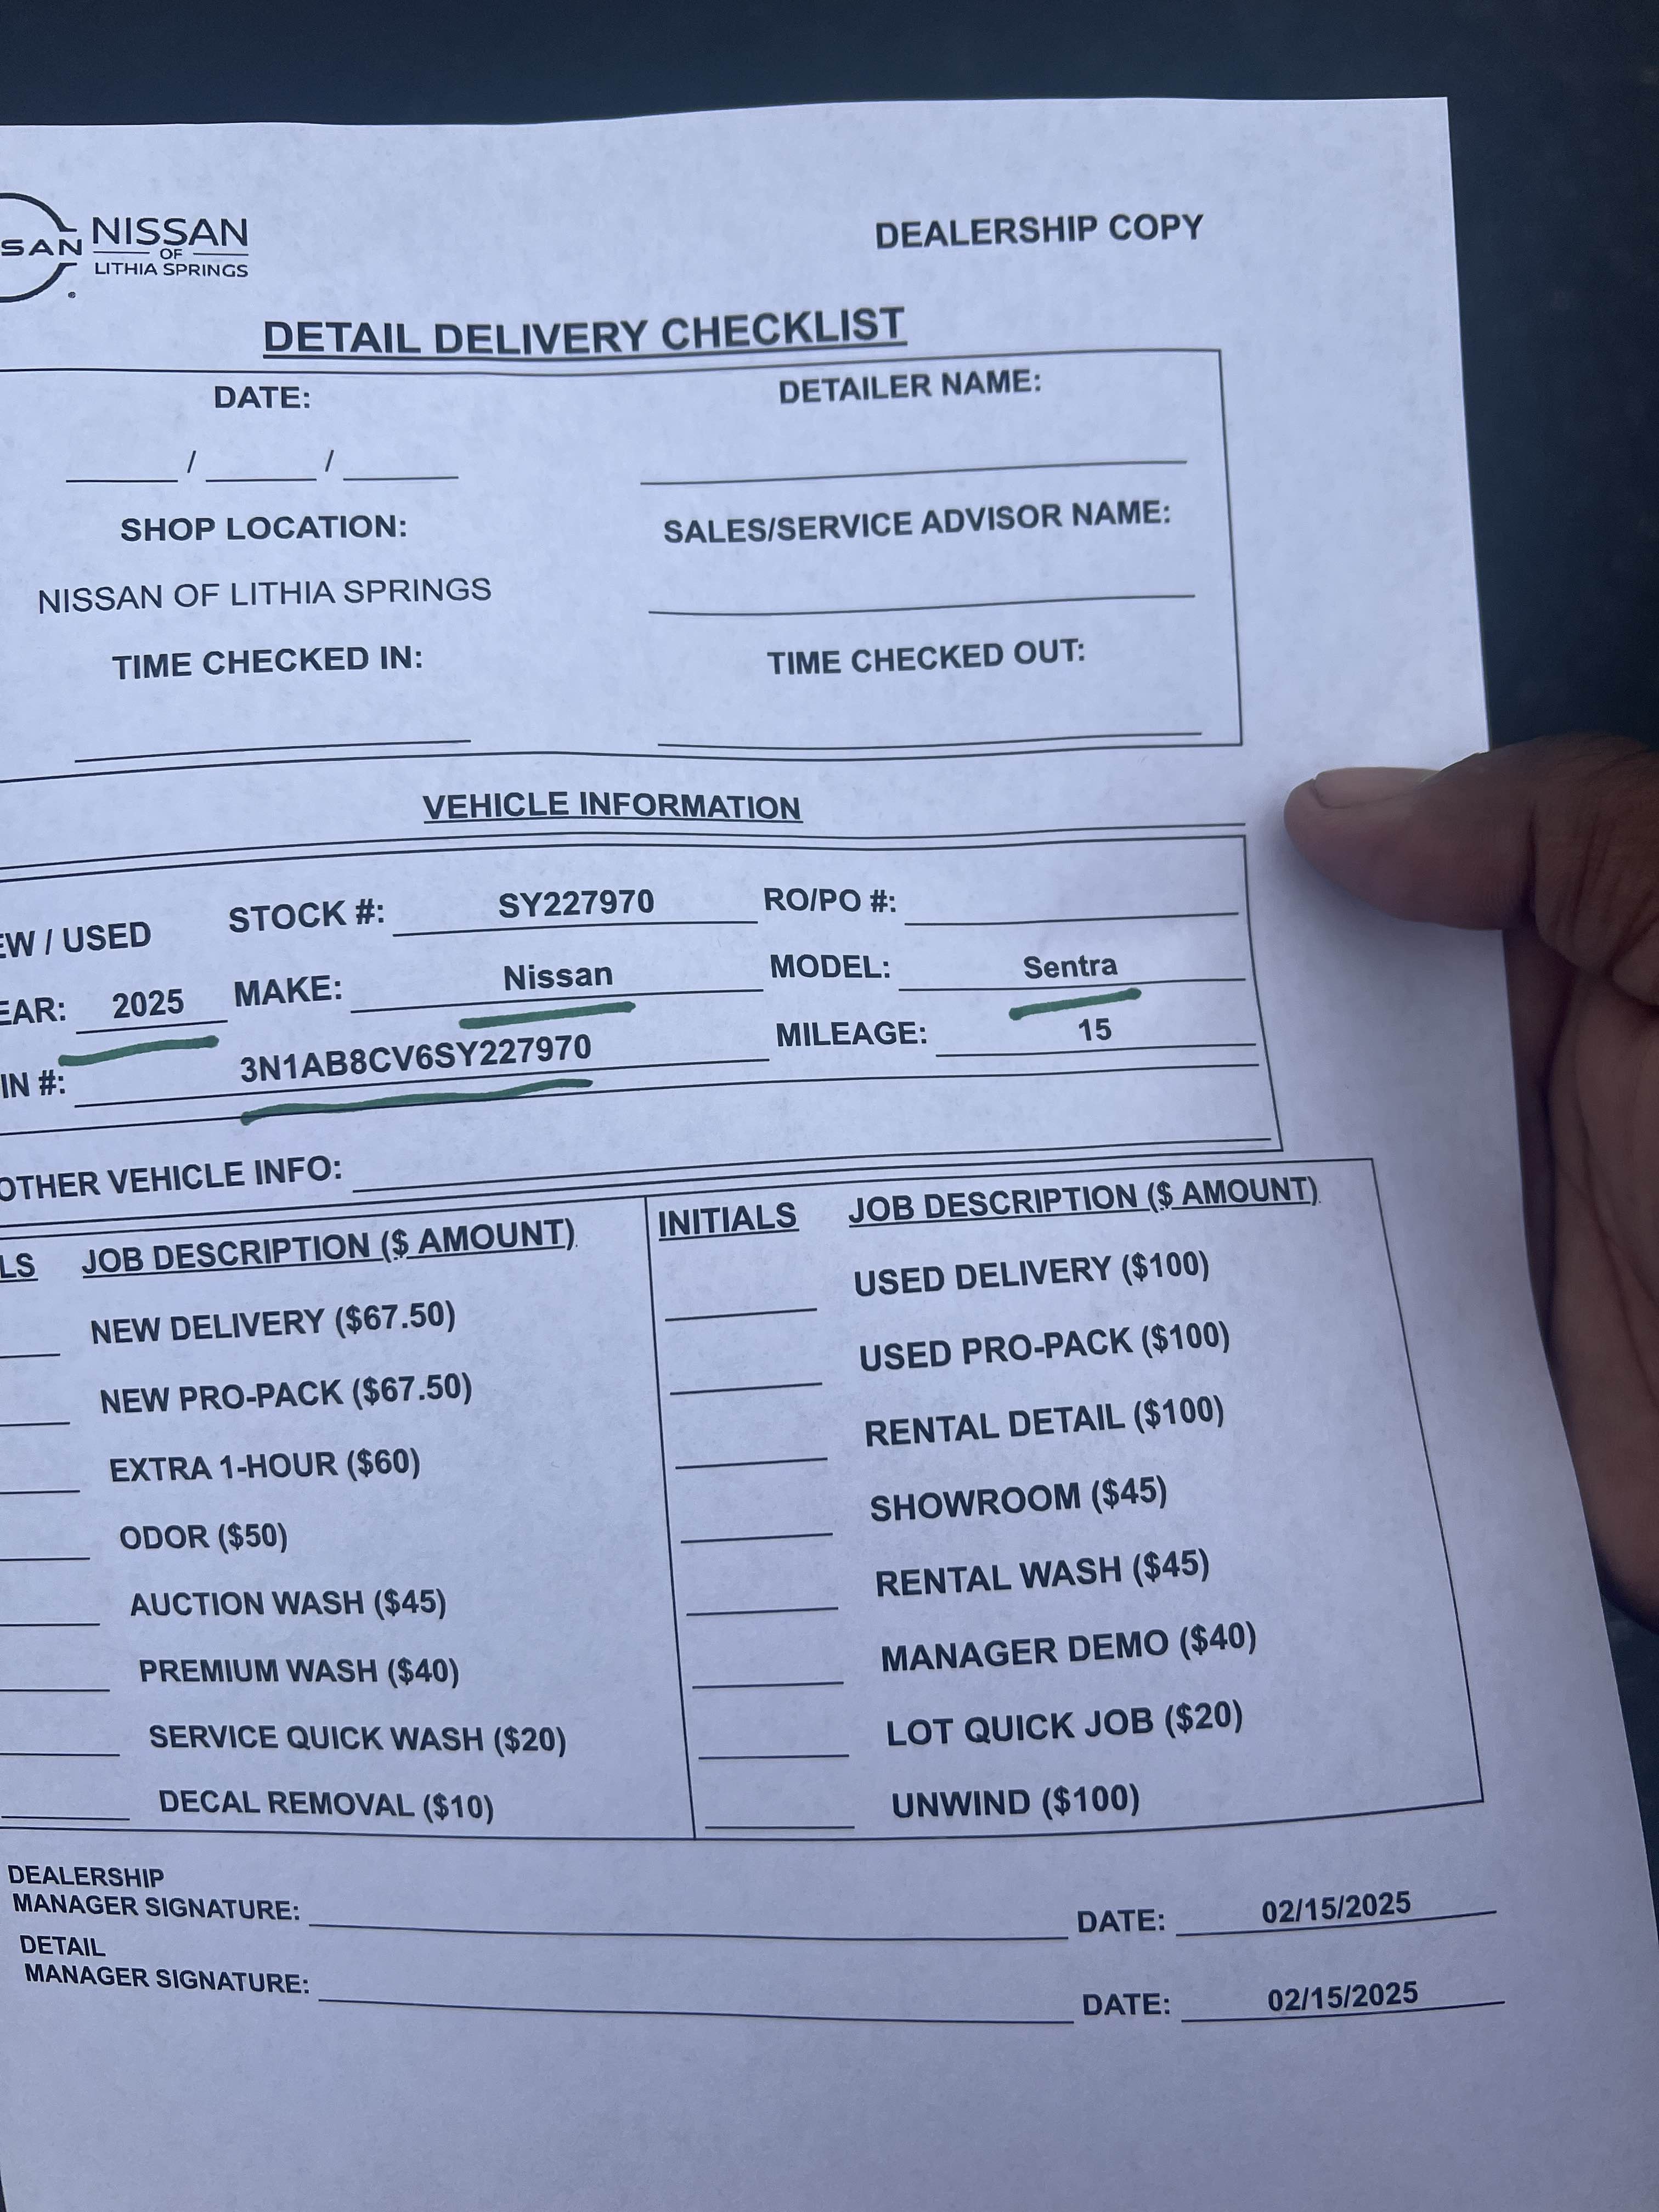 SAN NISSAN
OF
LITHIA SPRINGS
DEALERSHIP COPY
DETAIL DELIVERY CHECKLIST
DATE: DETAILER NAME:
/ /
SHOP LOCATION: SALES/SERVICE ADVISOR NAME:
NISSAN OF LITHIA SPRINGS
TIME CHECKED IN: TIME CHECKED OUT:
VEHICLE INFORMATION
EW / USED STOCK #: SY227970 RO/PO #:
EAR: 2025 MAKE: Nissan MODEL: Sentra
IN #: 3N1AB8CV6SY227970 MILEAGE: 15
OTHER VEHICLE INFO:
LS JOB DESCRIPTION ($ AMOUNT) INITIALS JOB DESCRIPTION ($ AMOUNT)
NEW DELIVERY ($67.50) USED DELIVERY ($100)
NEW PRO-PACK ($67.50) USED PRO-PACK ($100)
EXTRA 1-HOUR ($60) RENTAL DETAIL ($100)
ODOR ($50) SHOWROOM ($45)
AUCTION WASH ($45) RENTAL WASH ($45)
PREMIUM WASH ($40) MANAGER DEMO ($40)
SERVICE QUICK WASH ($20) LOT QUICK JOB ($20)
DECAL REMOVAL ($10) UNWIND ($100)
DEALERSHIP
MANAGER SIGNATURE: DATE: 02/15/2025
DETAIL
MANAGER SIGNATURE: DATE: 02/15/2025